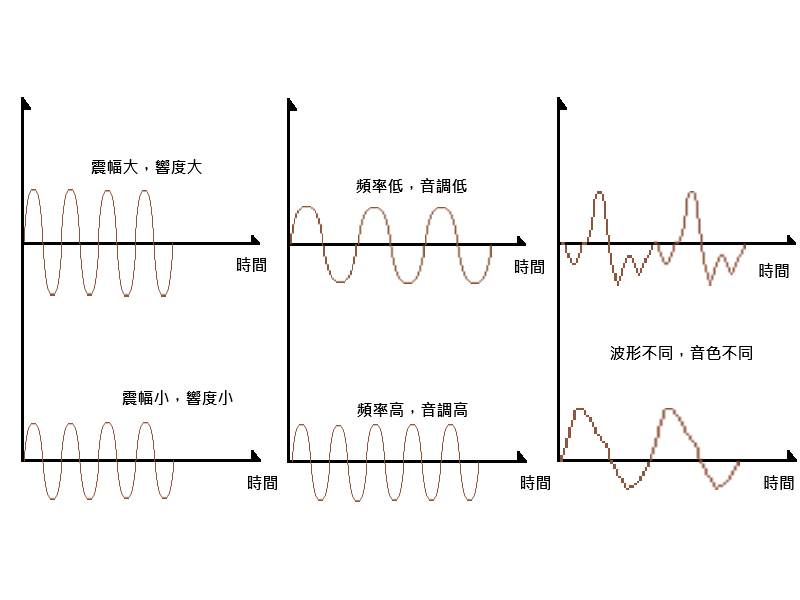 震幅大，響度大
時間
震幅小，響度小
時間
頻率低，音調低
時間
頻率高，音調高
時間
時間
波形不同，音色不同
時間